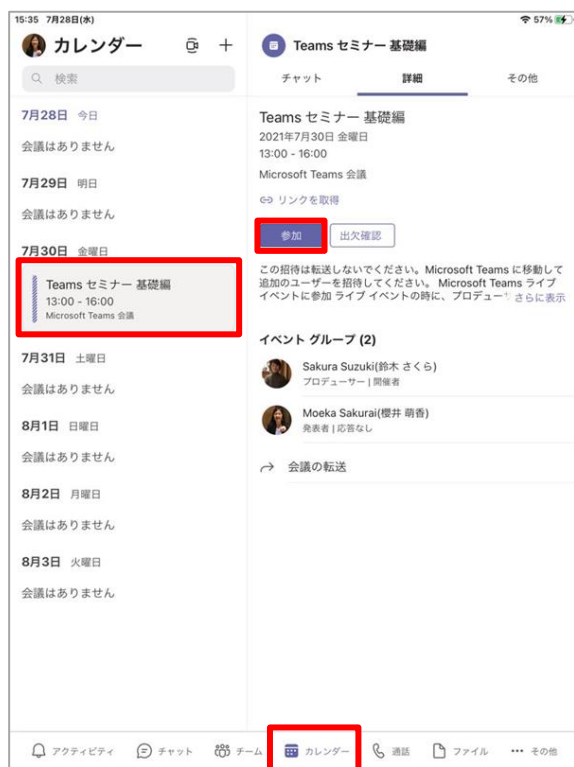 15:35 7月28日(水)
57%
カレンダー
検索
7月28日 今日
会議はありません
7月29日 明日
会議はありません
7月30日 金曜日
Teams セミナー 基礎編
13:00 - 16:00
Microsoft Teams 会議
7月31日 土曜日
会議はありません
8月1日 日曜日
会議はありません
8月2日 月曜日
会議はありません
8月3日 火曜日
会議はありません
Teams セミナー 基礎編
チャット 詳細 その他
Teams セミナー 基礎編
2021年7月30日 金曜日
13:00 - 16:00
Microsoft Teams 会議
リンクを取得
参加 出欠確認
この招待は転送しないでください。Microsoft Teams に移動して
追加のユーザーを招待してください。 Microsoft Teams ライブ
イベントに参加 ライブ イベントの時に、プロデュー さらに表示
イベント グループ (2)
Sakura Suzuki(鈴木 さくら)
プロデューサー | 開催者
Moeka Sakurai(櫻井 萌香)
発表者 | 応答なし
会議の転送
アクティビティ チャット チーム カレンダー 通話 ファイル その他